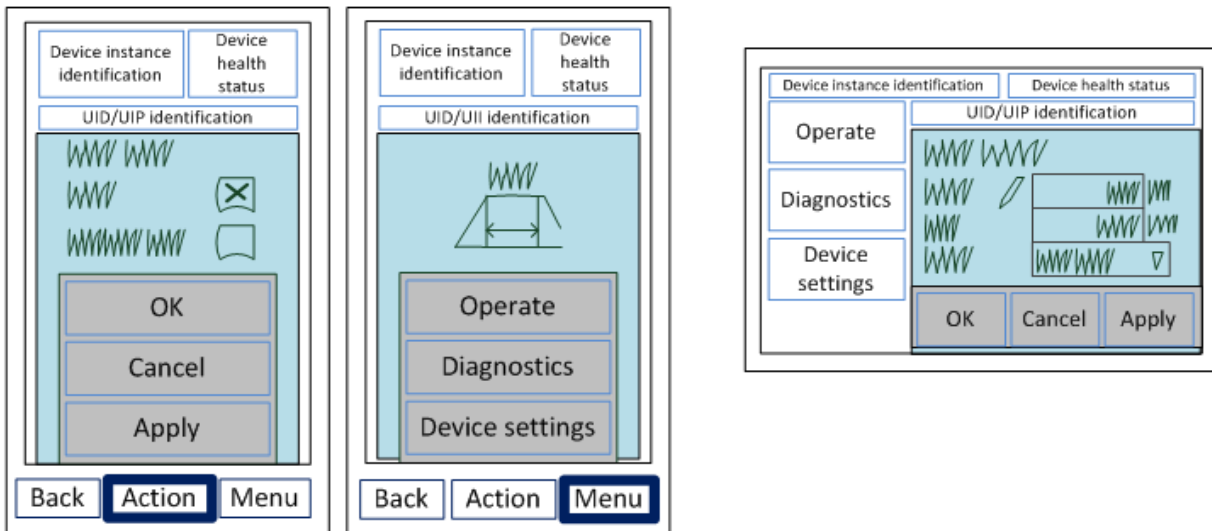 Device instance
identification
Device
health
status
UID/UIP identification
OK
Cancel
Apply
Back
Action
Menu
Device instance
identification
Device
health
status
UID/UII identification
Operate
Diagnostics
Device settings
Back
Action
Menu
Device instance identification
Device health status
Operate
Diagnostics
Device
settings
UID/UIP identification
OK
Cancel
Apply